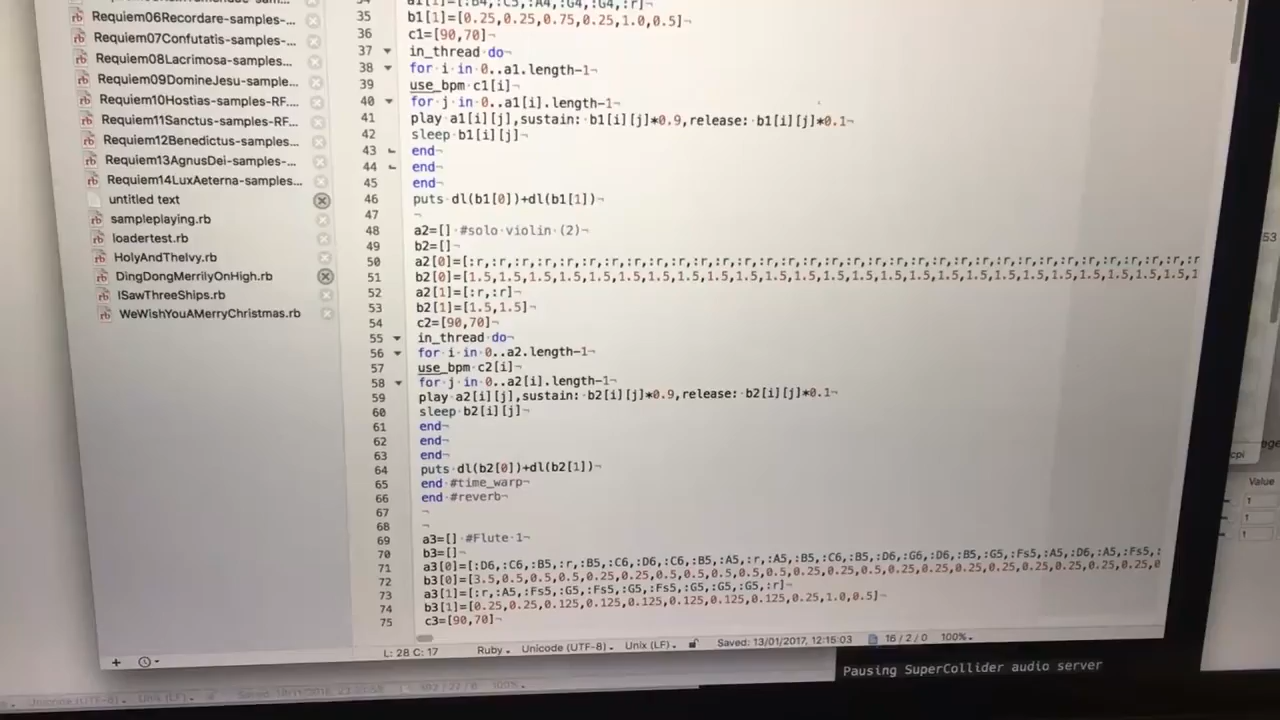 Requiem06Recordare-samples-...
Requiem07Confutatis-samples-...
Requiem08Lacrimosa-samples...
Requiem09DomineJesu-sample...
Requiem10Hostias-samples-RF....
Requiem11Sanctus-samples-RF...
Requiem12Benedictus-samples...
Requiem13AgnusDei-samples-...
Requiem14LuxAeterna-samples...
untitled text
sampleplaying.rb
loadertest.rb
HolyAndTheIvy.rb
DingDongMerrilyOnHigh.rb
ISawThreeShips.rb
WeWishYouAMerryChristmas.rb
34 a1[1]=[:B4,:C5,:A4,:G4,:G4,:r]¬
35 b1[1]=[0.25,0.25,0.75,0.25,1.0,0.5]¬
36 c1=[90,70]¬
37 in_thread·do¬
38 for·i·in·0..a1.length-1¬
39 use_bpm·c1[i]¬
40 for·j·in·0..a1[i].length-1¬
41 play·a1[i][j],sustain:·b1[i][j]*0.9,release:·b1[i][j]*0.1¬
42 sleep·b1[i][j]¬
43 end¬
44 end¬
45 end¬
46 puts·dl(b1[0])+dl(b1[1])¬
47 ¬
48 a2=[]·#solo·violin·(2)¬
49 b2=[]¬
50 a2[0]=[:r,:r,:r,:r,:r,:r,:r,:r,:r,:r,:r,:r,:r,:r,:r,:r,:r,:r,:r,:r,:r,:r,:r,:r,:r,:r,:r,:r,:r,:r,:r,:r
51 b2[0]=[1.5,1.5,1.5,1.5,1.5,1.5,1.5,1.5,1.5,1.5,1.5,1.5,1.5,1.5,1.5,1.5,1.5,1.5,1.5,1.5,1.5,1.5,1.5,1.5,1
52 a2[1]=[:r,:r]¬
53 b2[1]=[1.5,1.5]¬
54 c2=[90,70]¬
55 in_thread·do¬
56 for·i·in·0..a2.length-1¬
57 use_bpm·c2[i]¬
58 for·j·in·0..a2[i].length-1¬
59 play·a2[i][j],sustain:·b2[i][j]*0.9,release:·b2[i][j]*0.1¬
60 sleep·b2[i][j]¬
61 end¬
62 end¬
63 end¬
64 puts·dl(b2[0])+dl(b2[1])¬
65 end·#time_warp¬
66 end·#reverb¬
67 ¬
68 ¬
69 a3=[]·#Flute·1¬
70 b3=[]¬
71 a3[0]=[:D6,:C6,:B5,:r,:B5,:C6,:D6,:C6,:B5,:A5,:r,:A5,:B5,:C6,:B5,:D6,:G6,:D6,:B5,:G5,:Fs5,:A5,:D6,:A5,:Fs5,:
72 b3[0]=[3.5,0.5,0.5,0.5,0.25,0.25,0.5,0.5,0.5,0.5,0.5,0.25,0.25,0.5,0.25,0.25,0.25,0.25,0.25,0.25,0.25,0.25,0
73 a3[1]=[:r,:A5,:Fs5,:G5,:Fs5,:G5,:Fs5,:G5,:G5,:G5,:r]¬
74 b3[1]=[0.25,0.25,0.125,0.125,0.125,0.125,0.125,0.125,0.25,1.0,0.5]¬
75 c3=[90,70]¬
L: 28 C: 17 Ruby Unicode (UTF-8) Unix (LF) Saved: 13/01/2017, 12:15:03 16 / 2 / 0 100%
Pausing SuperCollider audio server
53
cpi
Value
1
1
1